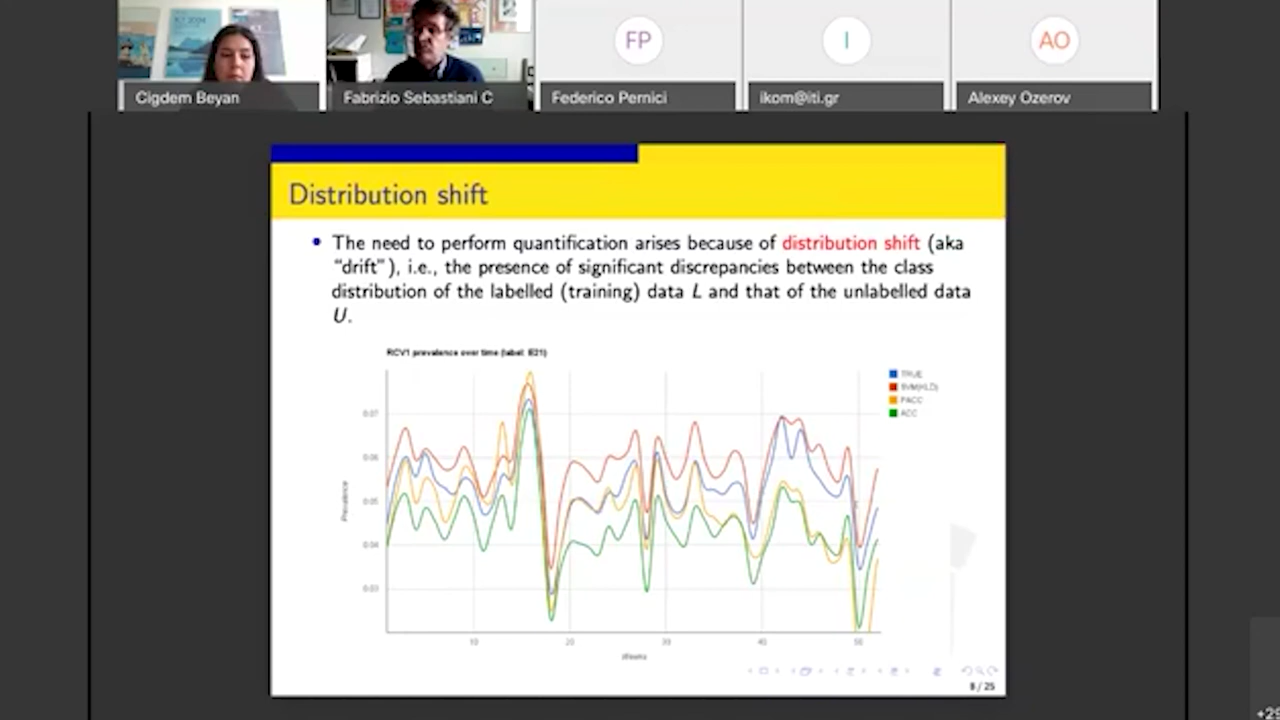 Cigdem Beyan
Fabrizio Sebastiani C
FP
Federico Pernici
I
ikom@iti.gr
AO
Alexey Ozerov
Distribution shift
• The need to perform quantification arises because of distribution shift (aka
“drift”), i.e., the presence of significant discrepancies between the class
distribution of the labelled (training) data L and that of the unlabelled data
U.
RCV1 prevalence over time (label: E21)
TRUE
SVM(KLD)
PACC
ACC
Prevalence
0.07
0.06
0.05
0.04
0.03
10
20
30
40
50
8 / 25